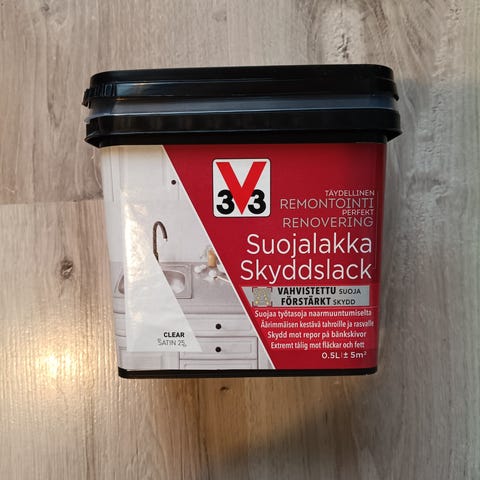 3V3
TÄYDELLINEN
REMONTOINTI
PERFEKT
RENOVERING
Suojalakka
Skyddslack
VAHVISTETTU SUOJA
FÖRSTÄRKT SKYDD
Suojaa työtasoja naarmuuntumiselta
Äärimmäisen kestävä tahroille ja rasvalle
Skydd mot repor på bänkskivor
Extremt tålig mot fläckar och fett
0.5L | ± 5m²
CLEAR
SATIN 25%